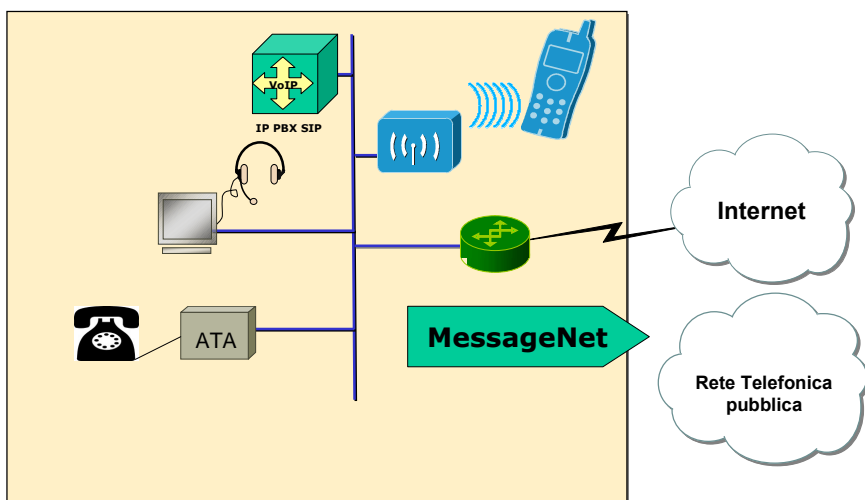 VoIP
IP PBX SIP
Internet
MessageNet
ATA
Rete Telefonica
pubblica